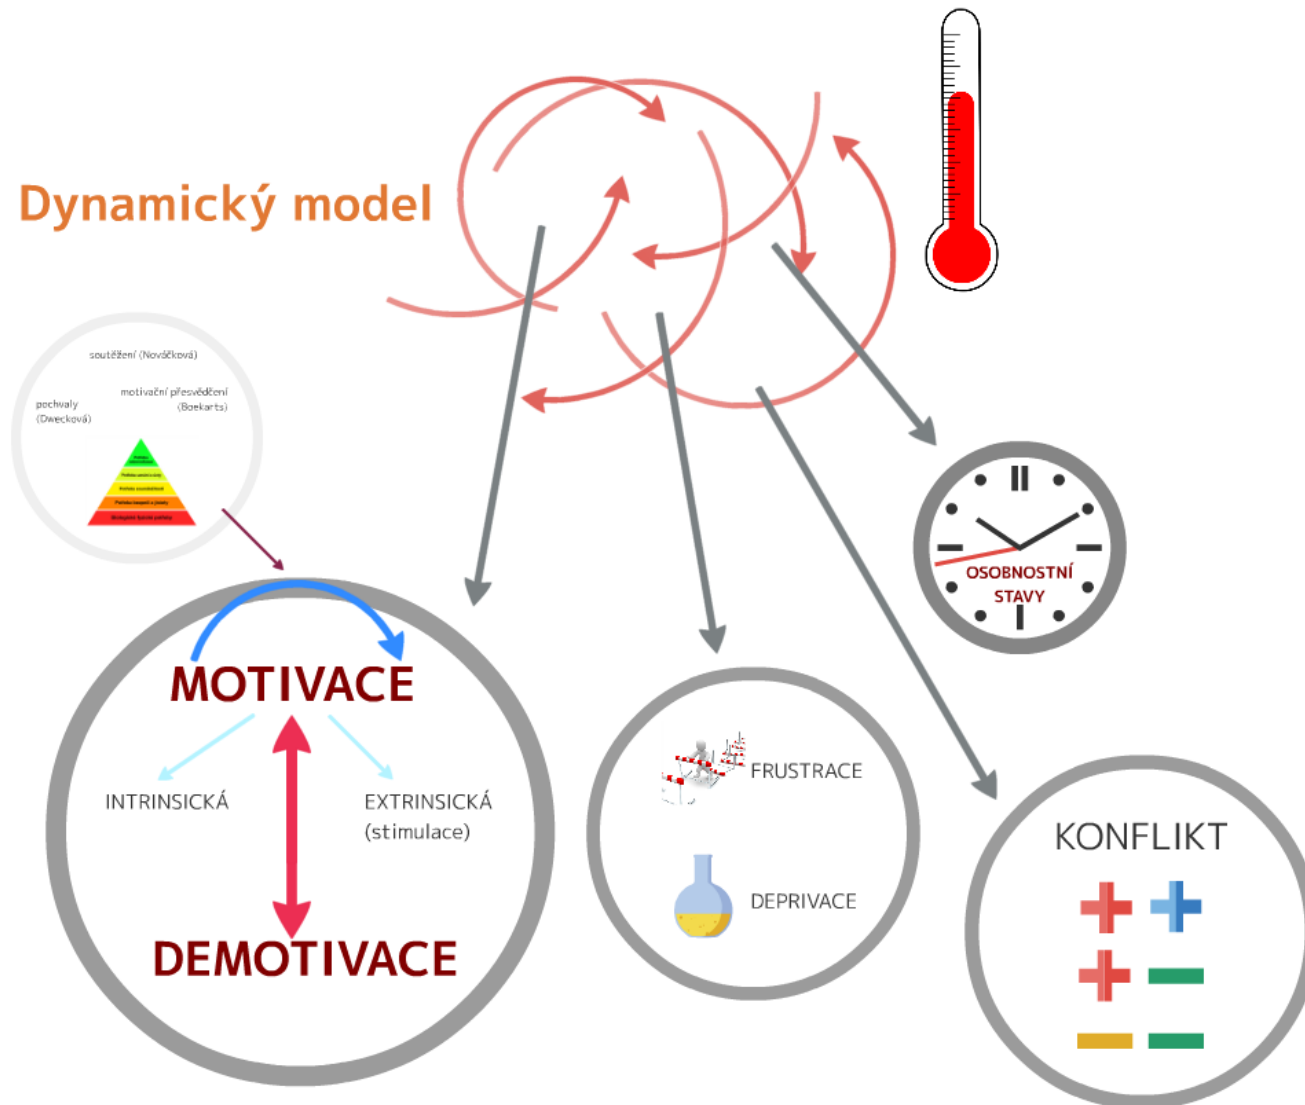 Dynamický model
soutěžení (Nováčková)
motivační přesvědčení
(Boekarts)
pochvaly
(Dwecková)
OSOBNOSTNÍ
STAVY
MOTIVACE
INTRINSICKÁ
EXTRINSICKÁ
(stimulace)
DEMOTIVACE
FRUSTRACE
DEPRIVACE
KONFLIKT